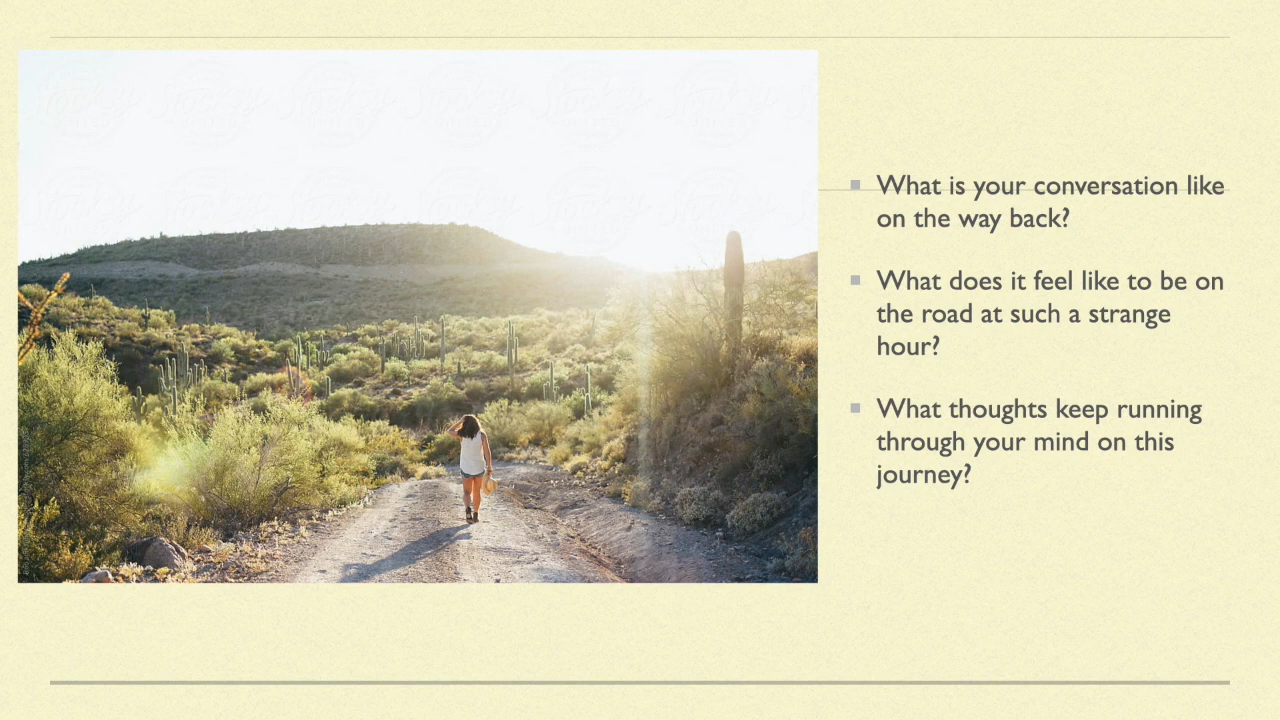 What is your conversation like
on the way back?
What does it feel like to be on
the road at such a strange
hour?
What thoughts keep running
through your mind on this
journey?